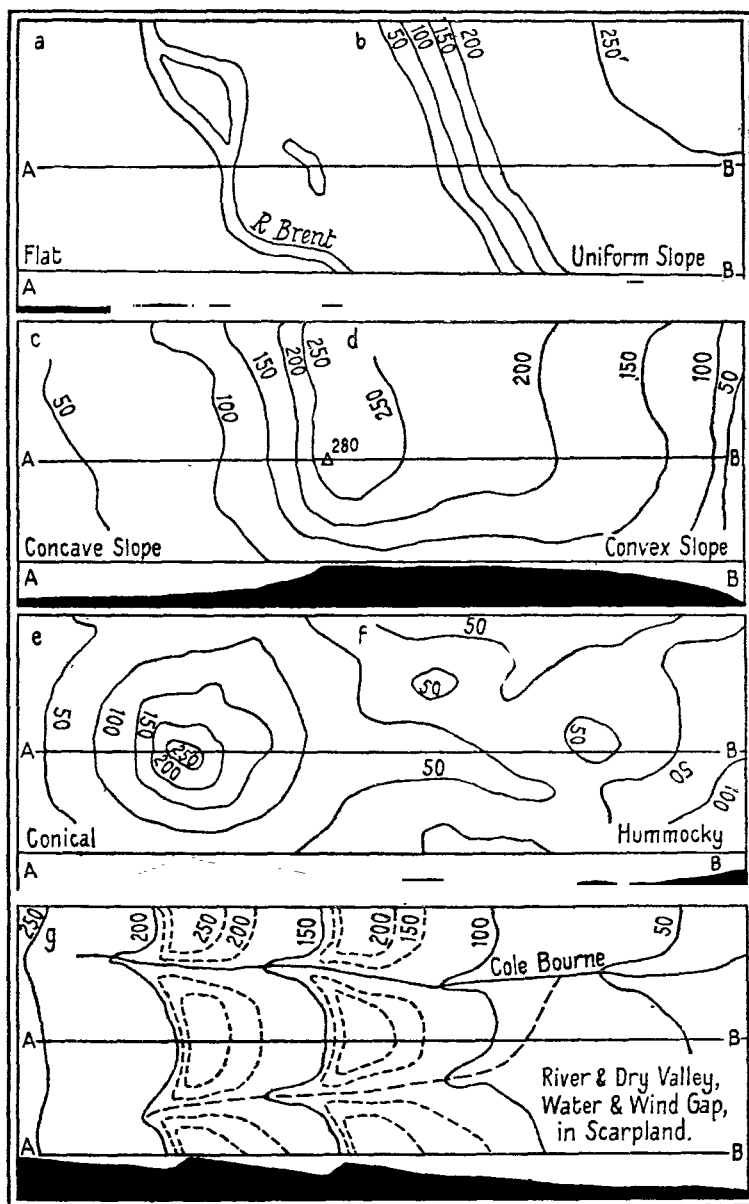 a
b
50
100
150
200
250'
A
B
R Brent
Flat
Uniform Slope
B
A
c
d
50
100
150
200
250
250
200
150
100
50
280
A
B
Concave Slope
Convex Slope
A
B
e
f
50
100
150
200
250
50
50
50
50
50
100
A
B
Conical
Hummocky
A
B
250
g
200
250
200
150
200
150
100
50
Cole Bourne
A
B
River & Dry Valley,
Water & Wind Gap,
in Scarpland.
A
B